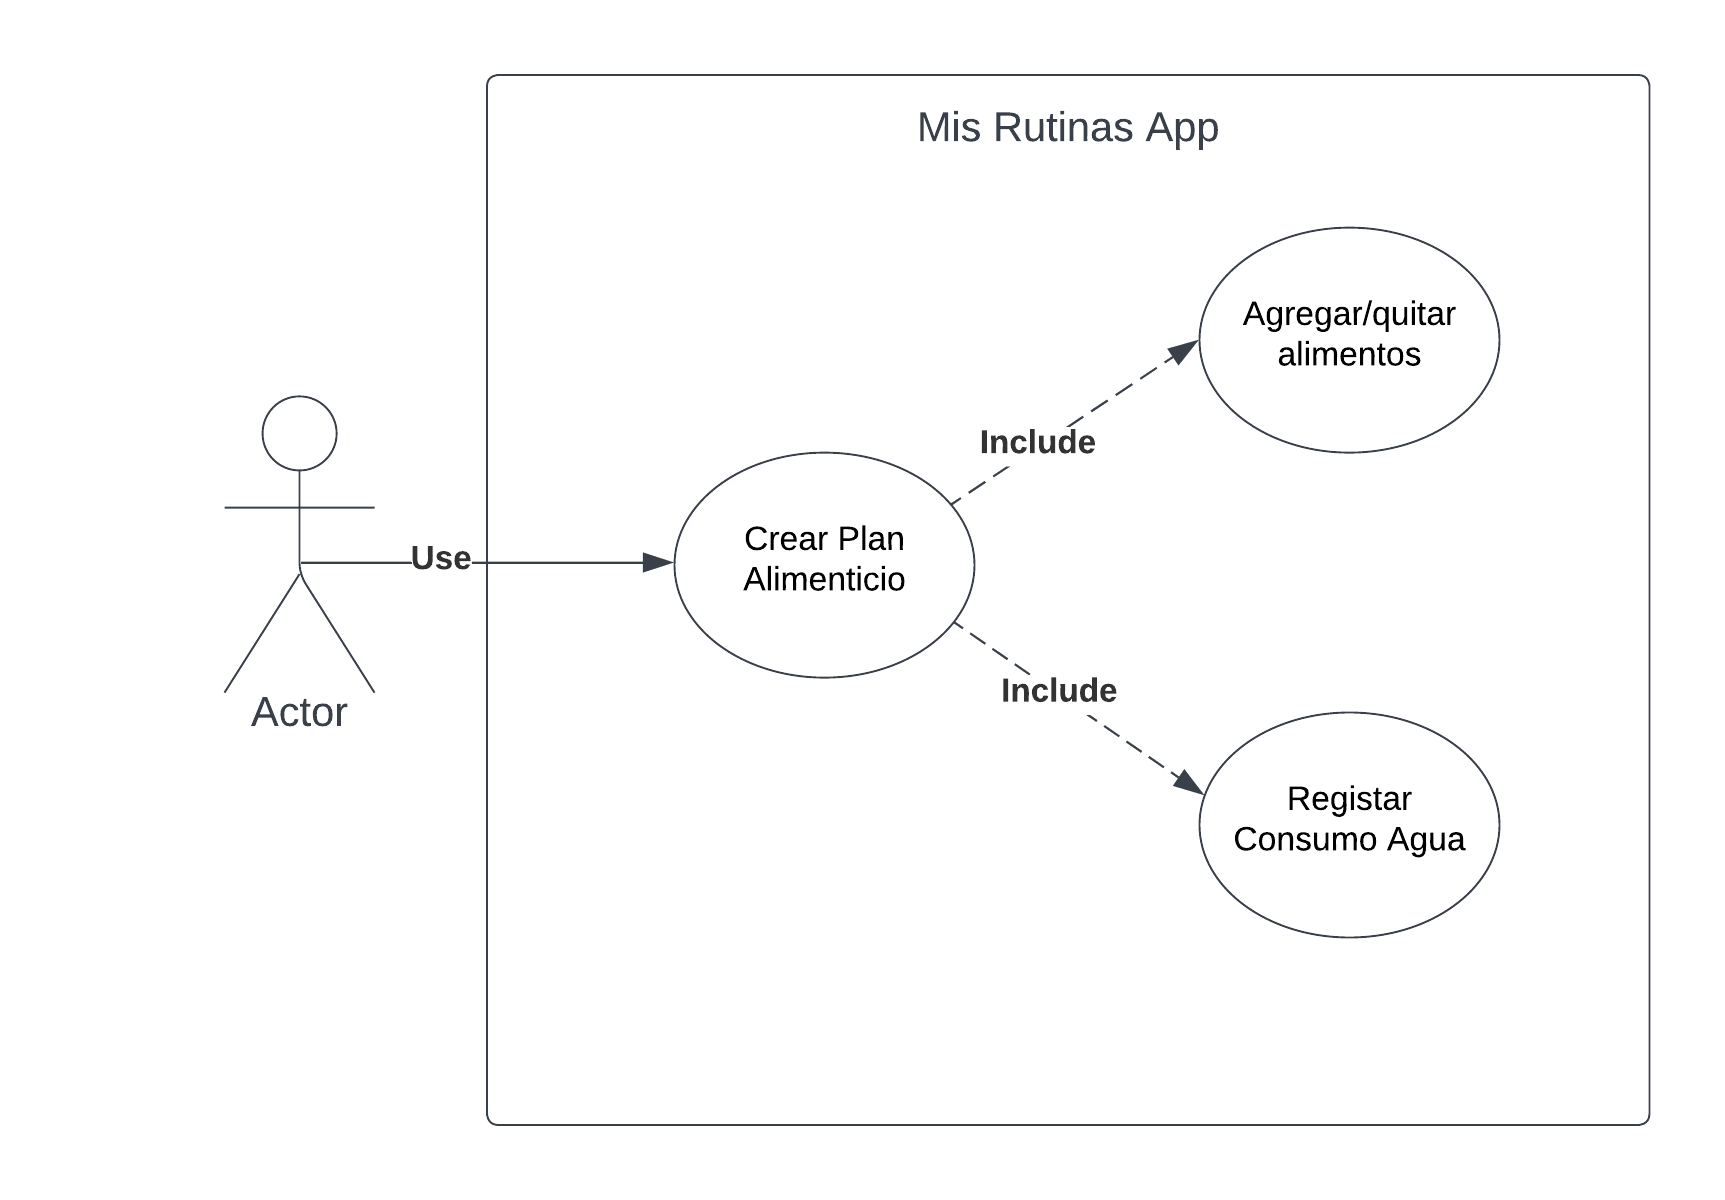 Mis Rutinas App
Agregar/quitar
alimentos
Include
Crear Plan
Alimenticio
Use
Include
Actor
Registar
Consumo Agua